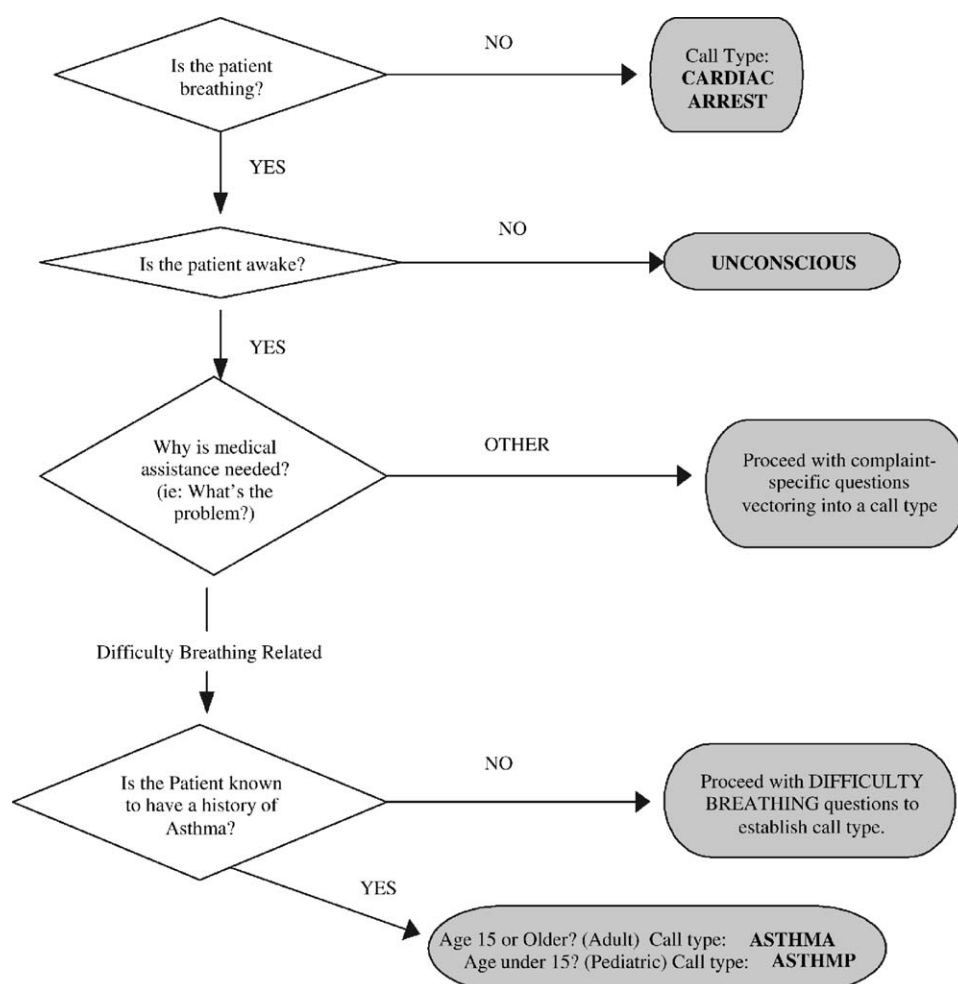 Is the patient
breathing?
NO
Call Type:
CARDIAC
ARREST
YES
Is the patient awake?
NO
UNCONSCIOUS
YES
Why is medical
assistance needed?
(ie: What's the
problem?)
OTHER
Proceed with complaint-
specific questions
vectoring into a call type
Difficulty Breathing Related
Is the Patient known
to have a history of
Asthma?
NO
Proceed with DIFFICULTY
BREATHING questions to
establish call type.
YES
Age 15 or Older? (Adult) Call type: ASTHMA
Age under 15? (Pediatric) Call type: ASTHMP